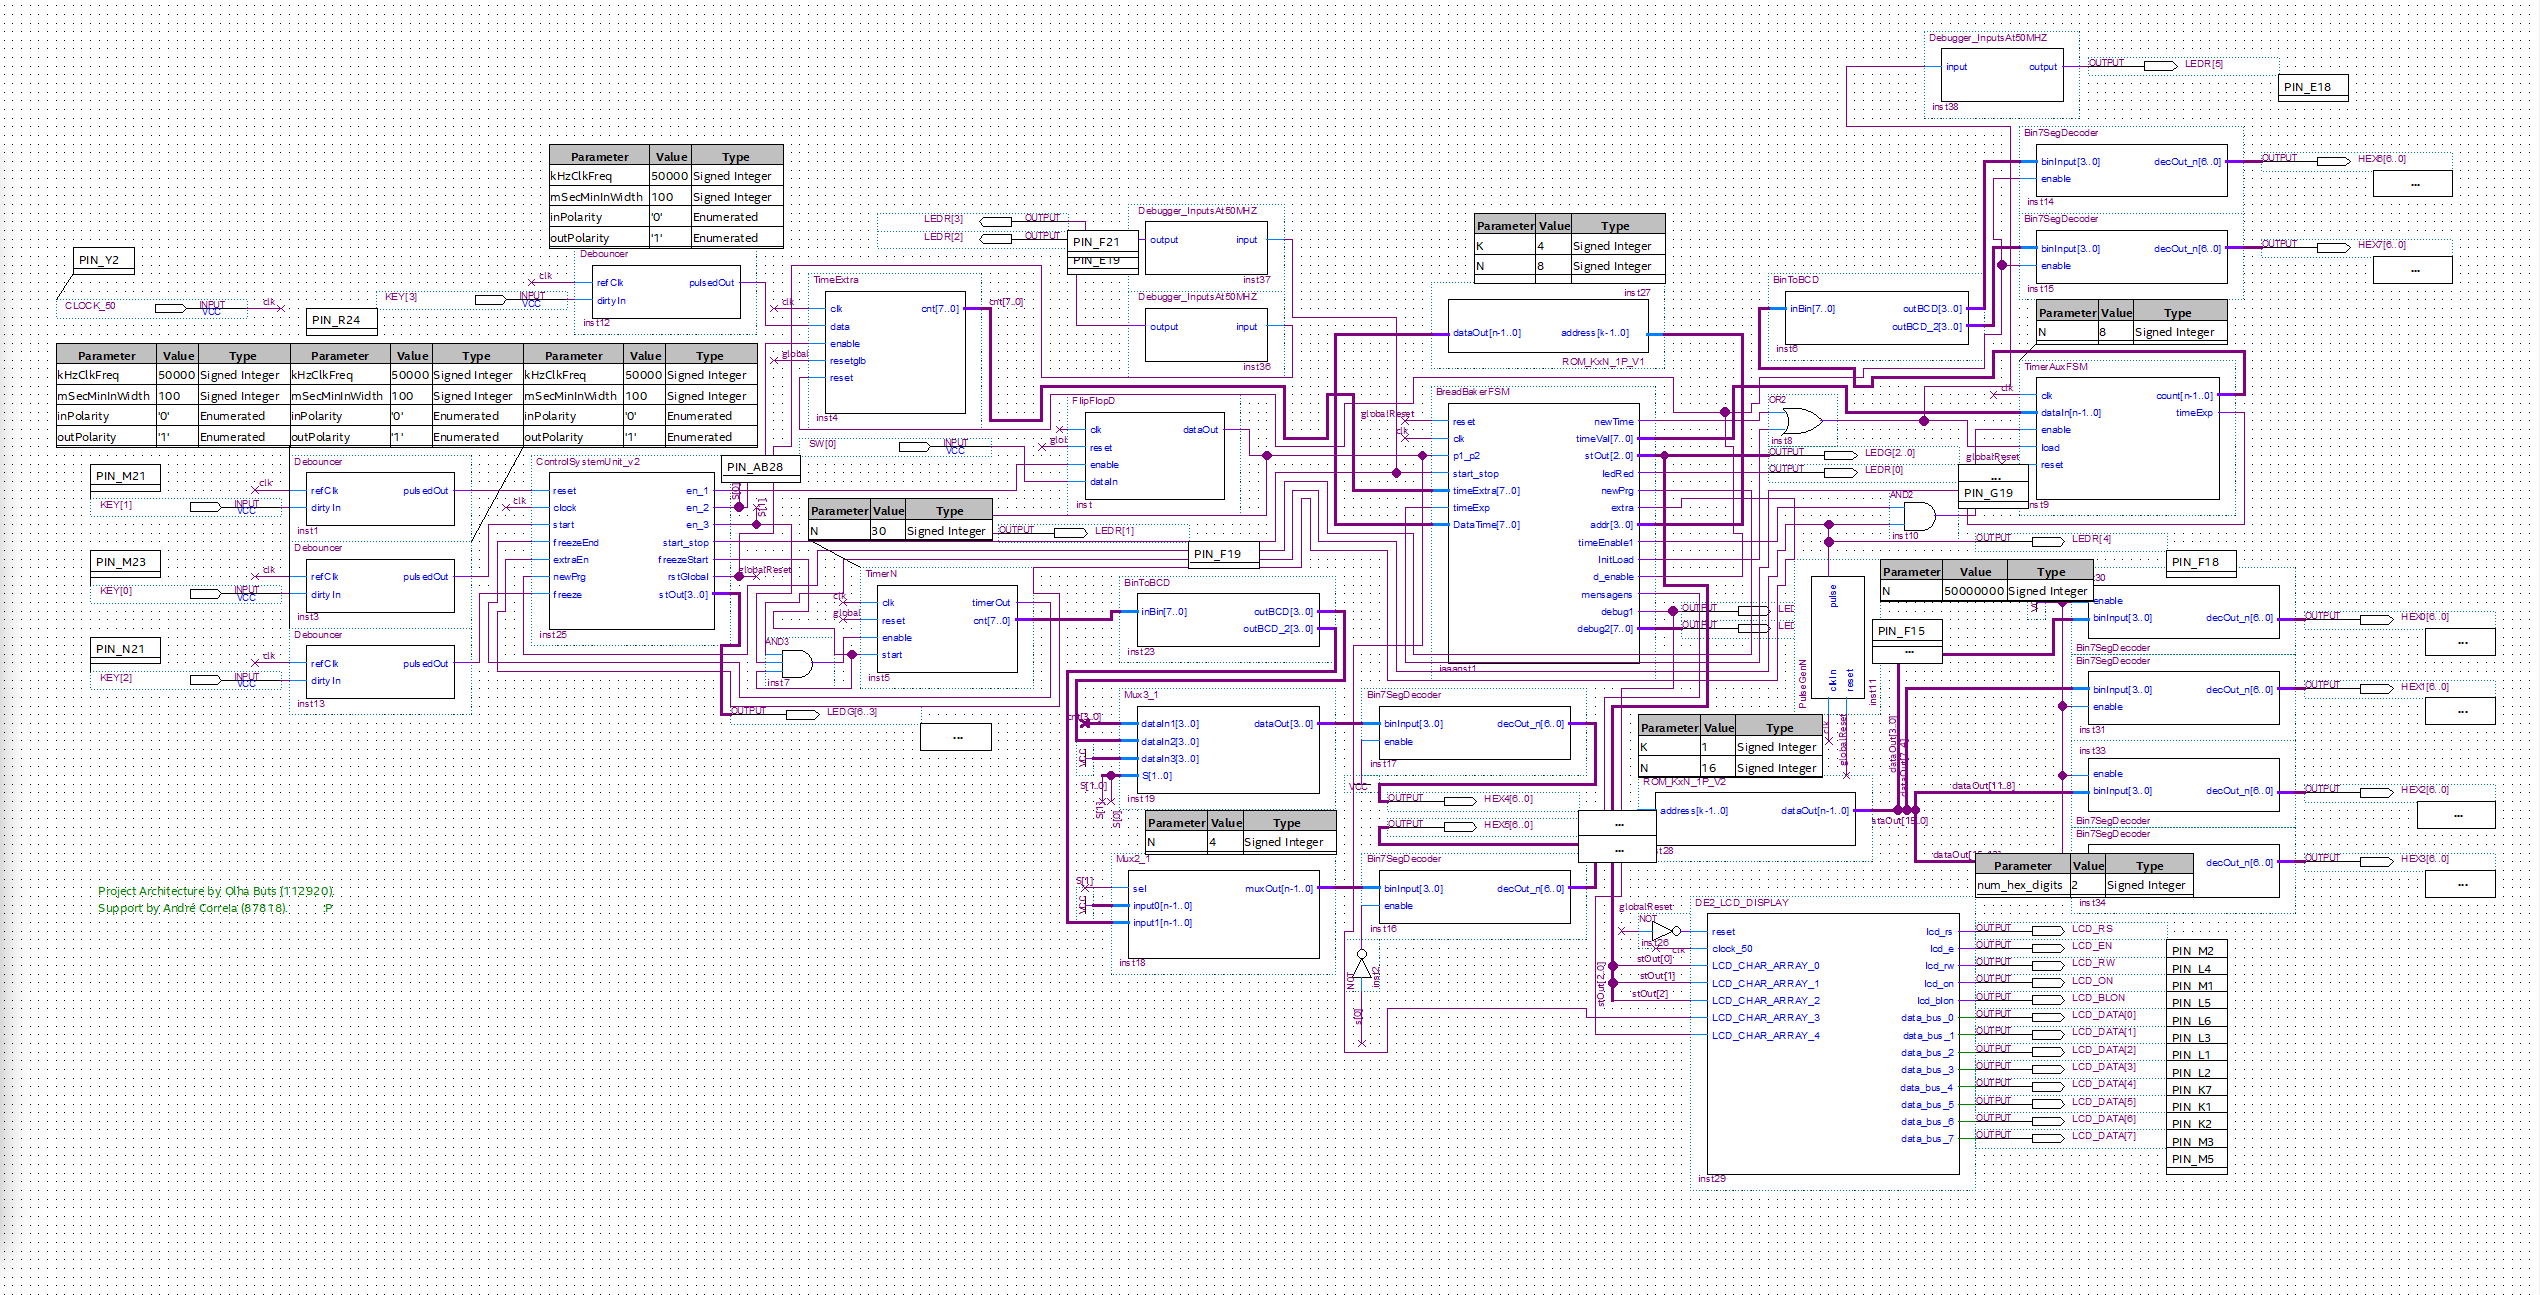 Debugger_InputsAt50MHZ
input output
inst38
OUTPUT LEDR[5]
PIN_E18
Bin7SegDecoder
binInput[3..0] decOut_n[6..0]
enable
inst14
OUTPUT HEX6[6..0]
...
Bin7SegDecoder
binInput[3..0] decOut_n[6..0]
enable
inst15
OUTPUT HEX7[6..0]
...
Parameter Value Type
kHzClkFreq 50000 Signed Integer
mSecMinInWidth 100 Signed Integer
inPolarity '0' Enumerated
outPolarity '1' Enumerated
Debouncer
refClk pulsedOut
dirtyIn
inst12
PIN_Y2
CLOCK_50 INPUT VCC clk
KEY[3] INPUT VCC
clk
PIN_R24
LEDR[3] OUTPUT
LEDR[2] OUTPUT
PIN_F21
PIN_E19
Debugger_InputsAt50MHZ
output input
inst37
Debugger_InputsAt50MHZ
output input
inst36
TimeExtra
clk cnt[7..0]
data
enable
resetglb
reset
inst4
clk
global
cnt[7..0]
Parameter Value Type
K 4 Signed Integer
N 8 Signed Integer
inst27
dataOut[n-1..0] address[k-1..0]
ROM_KxN_1P_V1
BinToBCD
inBin[7..0] outBCD[3..0]
outBCD_2[3..0]
inst6
Parameter Value Type
N 8 Signed Integer
TimerAuxFSM
clk count[n-1..0]
dataIn[n-1..0] timeExp
enable
load
reset
inst9
clk
globalReset
Parameter Value Type Parameter Value Type Parameter Value Type
kHzClkFreq 50000 Signed Integer kHzClkFreq 50000 Signed Integer kHzClkFreq 50000 Signed Integer
mSecMinInWidth 100 Signed Integer mSecMinInWidth 100 Signed Integer mSecMinInWidth 100 Signed Integer
inPolarity '0' Enumerated inPolarity '0' Enumerated inPolarity '0' Enumerated
outPolarity '1' Enumerated outPolarity '1' Enumerated outPolarity '1' Enumerated
PIN_M21
KEY[1] INPUT VCC
clk
Debouncer
refClk pulsedOut
dirtyIn
inst1
PIN_M23
KEY[0] INPUT VCC
clk
Debouncer
refClk pulsedOut
dirtyIn
inst3
PIN_N21
KEY[2] INPUT VCC
clk
Debouncer
refClk pulsedOut
dirtyIn
inst13
ControlSystemUnit_v2
reset en_1
clock en_2
start en_3
freezeEnd start_stop
extraEn freezeStart
newPrg rstGlobal
freeze stOut[3..0]
inst25
clk
S[0]
S[1]
globalReset
PIN_AB28
SW[0] INPUT VCC
FlipFlopD
clk dataOut
reset
enable
dataIn
inst
Parameter Value Type
N 30 Signed Integer
OUTPUT LEDR[1]
PIN_F19
TimerN
clk timerOut
reset cnt[7..0]
enable
start
inst5
clk
global
AND3
inst7
OUTPUT LEDG[6..3]
...
BinToBCD
inBin[7..0] outBCD[3..0]
outBCD_2[3..0]
inst23
BreadBakerFSM
reset newTime
clk timeVal[7..0]
p1_p2 stOut[2..0]
start_stop ledRed
timeExtra[7..0] newPrg
timeExp extra
DataTime[7..0] addr[3..0]
timeEnable1
InitLoad
d_enable
mensagens
debug1
debug2[7..0]
globalReset
clk
OR2
inst8
OUTPUT LEDG[2..0]
OUTPUT LEDR[0]
...
PIN_G19
AND2
inst10
OUTPUT LEDR[4]
PIN_F18
OUTPUT
OUTPUT
PulseGenN
pulse
clkIn
reset
inst11
clk
globalReset
Parameter Value Type
N 50000000 Signed Integer
PIN_F15
...
enable
binInput[3..0] decOut_n[6..0]
Bin7SegDecoder
OUTPUT HEX0[6..0]
...
Bin7SegDecoder
binInput[3..0] decOut_n[6..0]
enable
inst31
OUTPUT HEX1[6..0]
...
inst33
enable
binInput[3..0] decOut_n[6..0]
Bin7SegDecoder
dataOut[11..8]
OUTPUT HEX2[6..0]
...
Bin7SegDecoder
decOut_n[6..0]
inst34
OUTPUT HEX3[6..0]
...
Parameter Value Type
num_hex_digits 2 Signed Integer
Mux3_1
dataIn1[3..0] dataOut[3..0]
dataIn2[3..0]
dataIn3[3..0]
S[1..0]
inst19
VCC
S[1..0]
S[1]
S[0]
Bin7SegDecoder
binInput[3..0] decOut_n[6..0]
enable
inst17
VCC
OUTPUT HEX4[6..0]
OUTPUT HEX5[6..0]
...
...
Parameter Value Type
N 4 Signed Integer
Mux2_1
sel muxOut[n-1..0]
input0[n-1..0]
input1[n-1..0]
inst18
S[1]
VCC
Bin7SegDecoder
binInput[3..0] decOut_n[6..0]
enable
inst16
NOT
inst2
s[0]
Parameter Value Type
K 1 Signed Integer
N 16 Signed Integer
ROM_KxN_1P_V2
address[k-1..0] dataOut[n-1..0]
dataOut[3..0]
Project Architecture by Olha Buts (112920).
Support by André Correia (87818). :P
DE2_LCD_DISPLAY
reset lcd_rs
clock_50 lcd_e
LCD_CHAR_ARRAY_0 lcd_rw
LCD_CHAR_ARRAY_1 lcd_on
LCD_CHAR_ARRAY_2 lcd_blon
LCD_CHAR_ARRAY_3 data_bus_0
LCD_CHAR_ARRAY_4 data_bus_1
data_bus_2
data_bus_3
data_bus_4
data_bus_5
data_bus_6
data_bus_7
inst29
globalReset
NOT
inst26
clk
stOut[0]
stOut[1]
stOut[2]
stOut[2..0]
OUTPUT LCD_RS
OUTPUT LCD_EN
OUTPUT LCD_RW
OUTPUT LCD_ON
OUTPUT LCD_BLON
OUTPUT LCD_DATA[0]
OUTPUT LCD_DATA[1]
OUTPUT LCD_DATA[2]
OUTPUT LCD_DATA[3]
OUTPUT LCD_DATA[4]
OUTPUT LCD_DATA[5]
OUTPUT LCD_DATA[6]
OUTPUT LCD_DATA[7]
PIN_M2
PIN_L4
PIN_M1
PIN_L5
PIN_L6
PIN_L3
PIN_L1
PIN_L2
PIN_K7
PIN_K1
PIN_K2
PIN_M3
PIN_M5